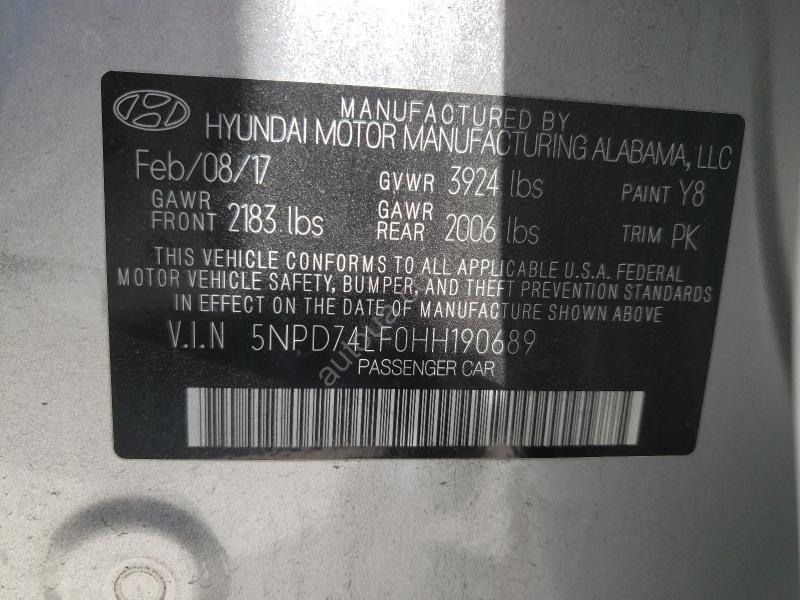 MANUFACTURED BY
HYUNDAI MOTOR MANUFACTURING ALABAMA, LLC
Feb/08/17 GVWR 3924 lbs PAINT Y8
GAWR FRONT 2183 lbs GAWR REAR 2006 lbs TRIM PK
THIS VEHICLE CONFORMS TO ALL APPLICABLE U.S.A. FEDERAL
MOTOR VEHICLE SAFETY, BUMPER, AND THEFT PREVENTION STANDARDS
IN EFFECT ON THE DATE OF MANUFACTURE SHOWN ABOVE.
V.I.N 5NPD74LF0HH190689
PASSENGER CAR